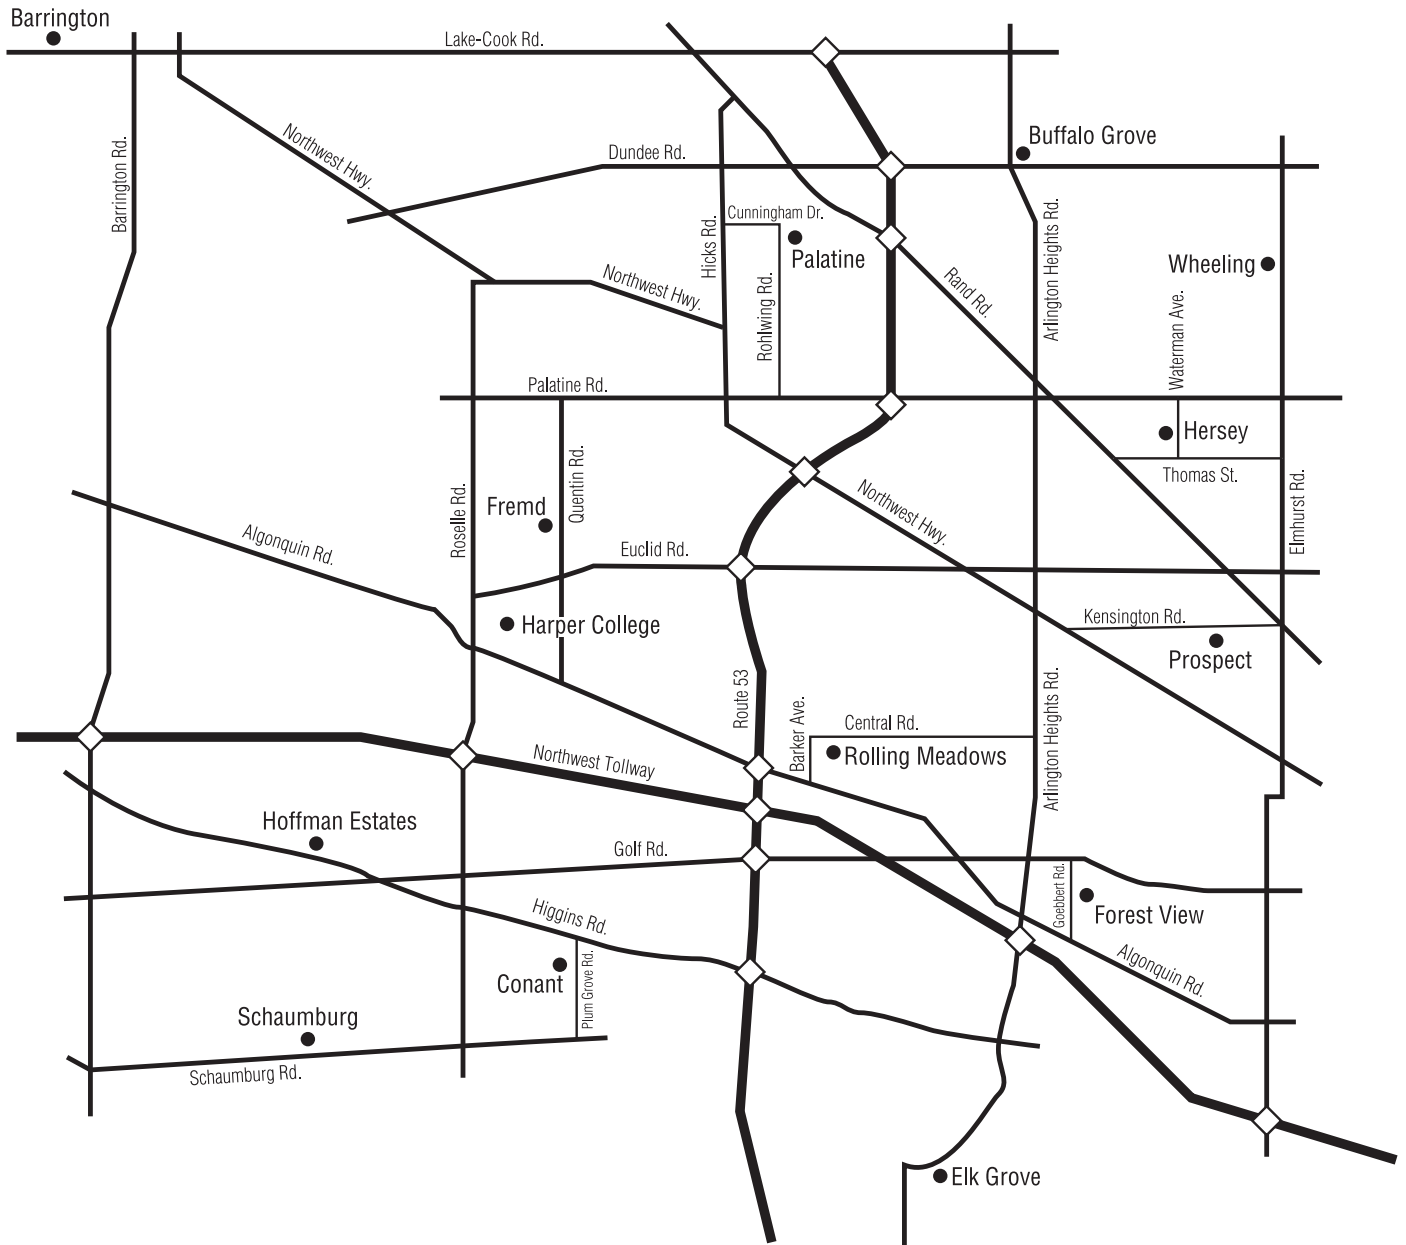 Barrington
Lake-Cook Rd.
Barrington Rd.
Northwest Hwy.
Dundee Rd.
Buffalo Grove
Cunningham Dr.
Hicks Rd.
Palatine
Rohlwing Rd.
Northwest Hwy.
Rand Rd.
Arlington Heights Rd.
Wheeling
Waterman Ave.
Palatine Rd.
Hersey
Thomas St.
Elmhurst Rd.
Roselle Rd.
Fremd
Quentin Rd.
Northwest Hwy.
Algonquin Rd.
Euclid Rd.
Harper College
Kensington Rd.
Prospect
Route 53
Barker Ave.
Central Rd.
Rolling Meadows
Arlington Heights Rd.
Northwest Tollway
Hoffman Estates
Golf Rd.
Goebbert Rd.
Forest View
Higgins Rd.
Algonquin Rd.
Conant
Plum Grove Rd.
Schaumburg
Schaumburg Rd.
Elk Grove